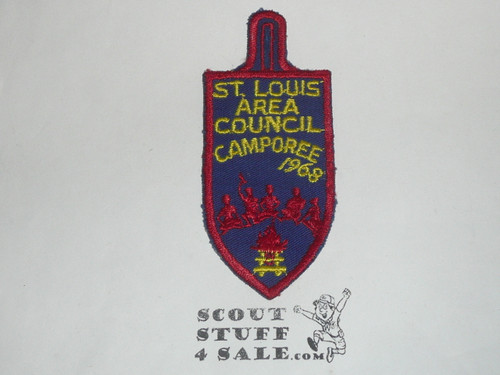 ST. LOUIS
AREA
COUNCIL
CAMPOREE
1968
SCOUT
STUFF
4 SALE.COM